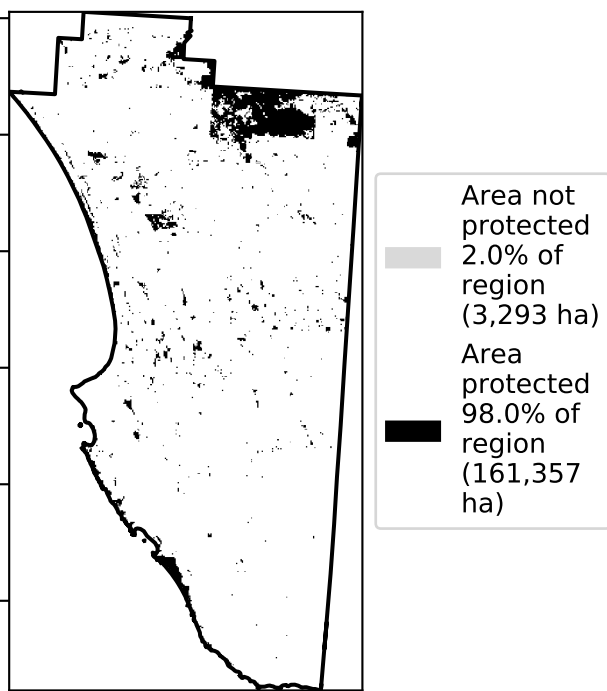 Area not
protected
2.0% of
region
(3,293 ha)
Area
protected
98.0% of
region
(161,357
ha)